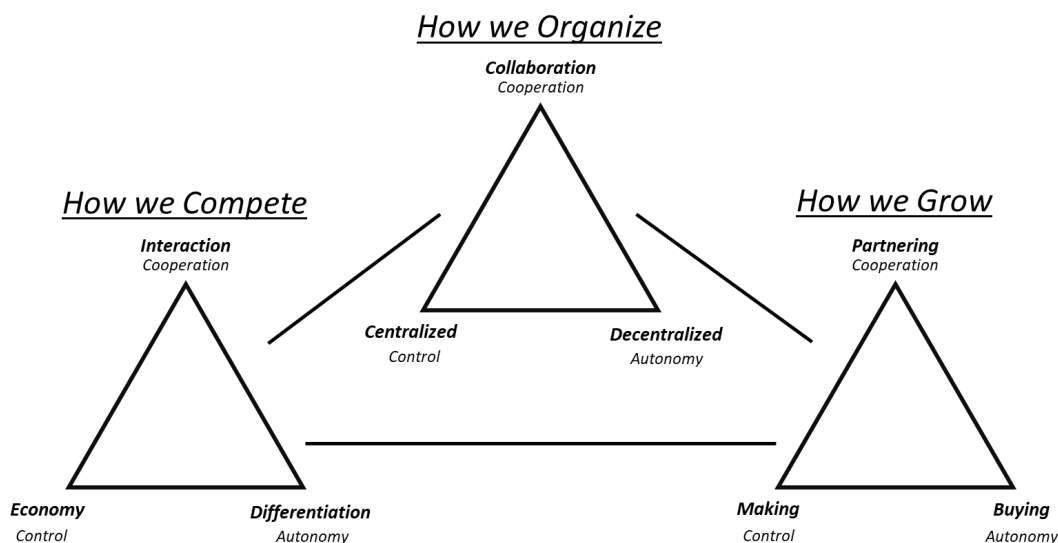 How we Organize
Collaboration
Cooperation
How we Compete
Interaction
Cooperation
How we Grow
Partnering
Cooperation
Centralized
Control
Decentralized
Autonomy
Economy
Control
Differentiation
Autonomy
Making
Control
Buying
Autonomy